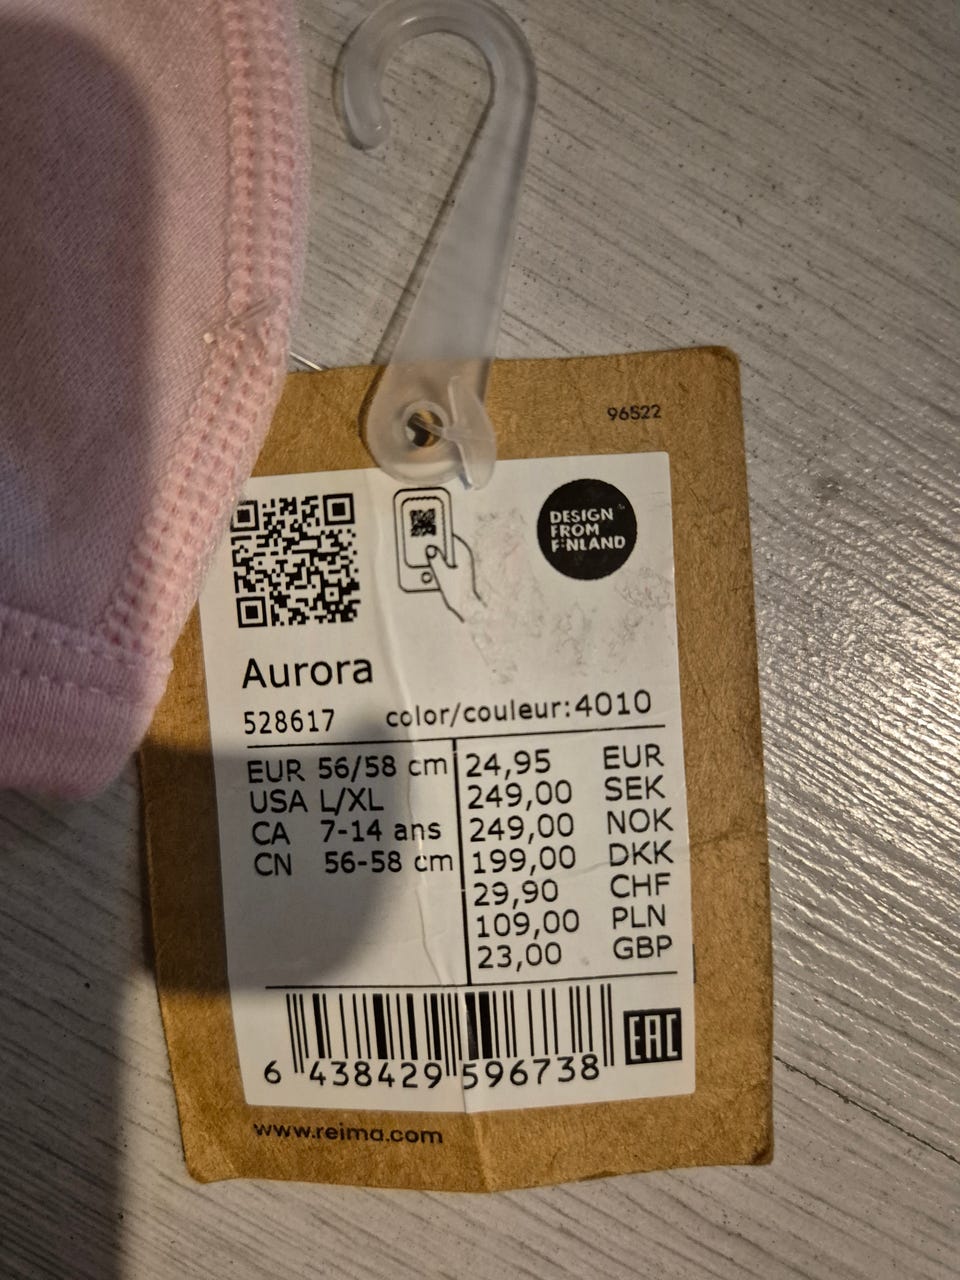 96522
DESIGN
FROM
FINLAND
Aurora
528617 color/couleur:4010
EUR 56/58 cm 24,95 EUR
USA L/XL 249,00 SEK
CA 7-14 ans 249,00 NOK
CN 56-58 cm 199,00 DKK
29,90 CHF
109,00 PLN
23,00 GBP
6 438429 596738
EAC
www.reima.com